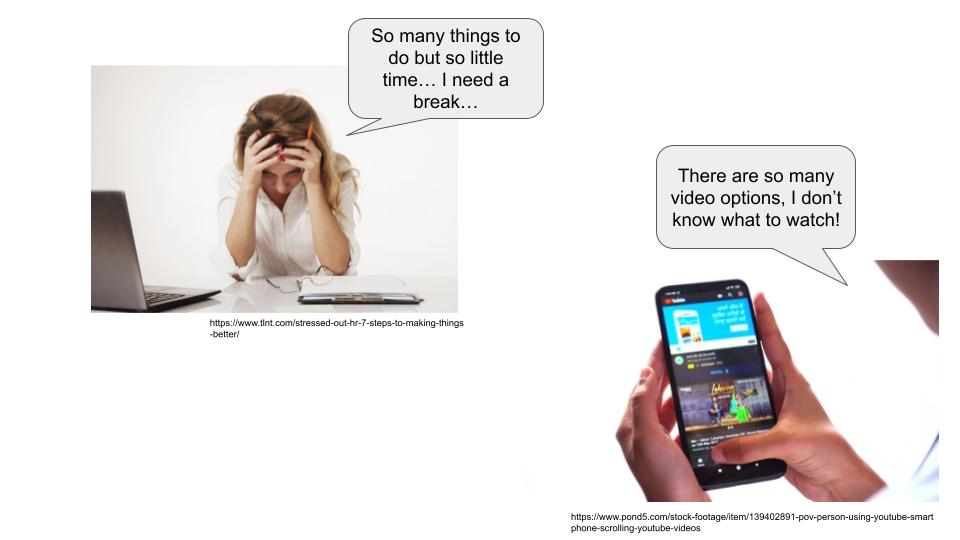 So many things to
do but so little
time… I need a
break…
There are so many
video options, I don’t
know what to watch!
https://www.tlnt.com/stressed-out-hr-7-steps-to-making-things
-better/
https://www.pond5.com/stock-footage/item/139402891-pov-person-using-youtube-smart
phone-scrolling-youtube-videos